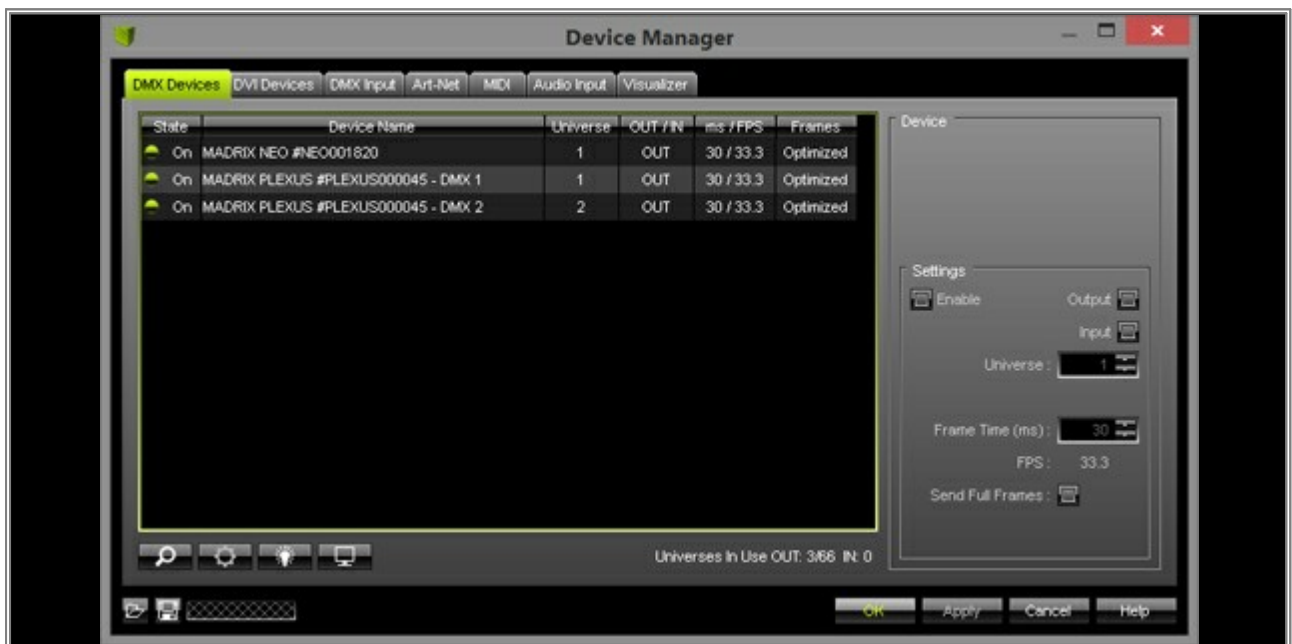 Device Manager
DMX Devices DVI Devices DMX Input Art-Net MIDI Audio Input Visualizer
State Device Name Universe OUT / IN ms / FPS Frames
On MADRIX NEO #NEO001820 1 OUT 30 / 33.3 Optimized
On MADRIX PLEXUS #PLEXUS000045 - DMX 1 1 OUT 30 / 33.3 Optimized
On MADRIX PLEXUS #PLEXUS000045 - DMX 2 2 OUT 30 / 33.3 Optimized
Device
Settings
Enable Output
Input
Universe : 1
Frame Time (ms) : 30
FPS : 33.3
Send Full Frames :
Universes In Use OUT: 3/66 IN: 0
OK Apply Cancel Help